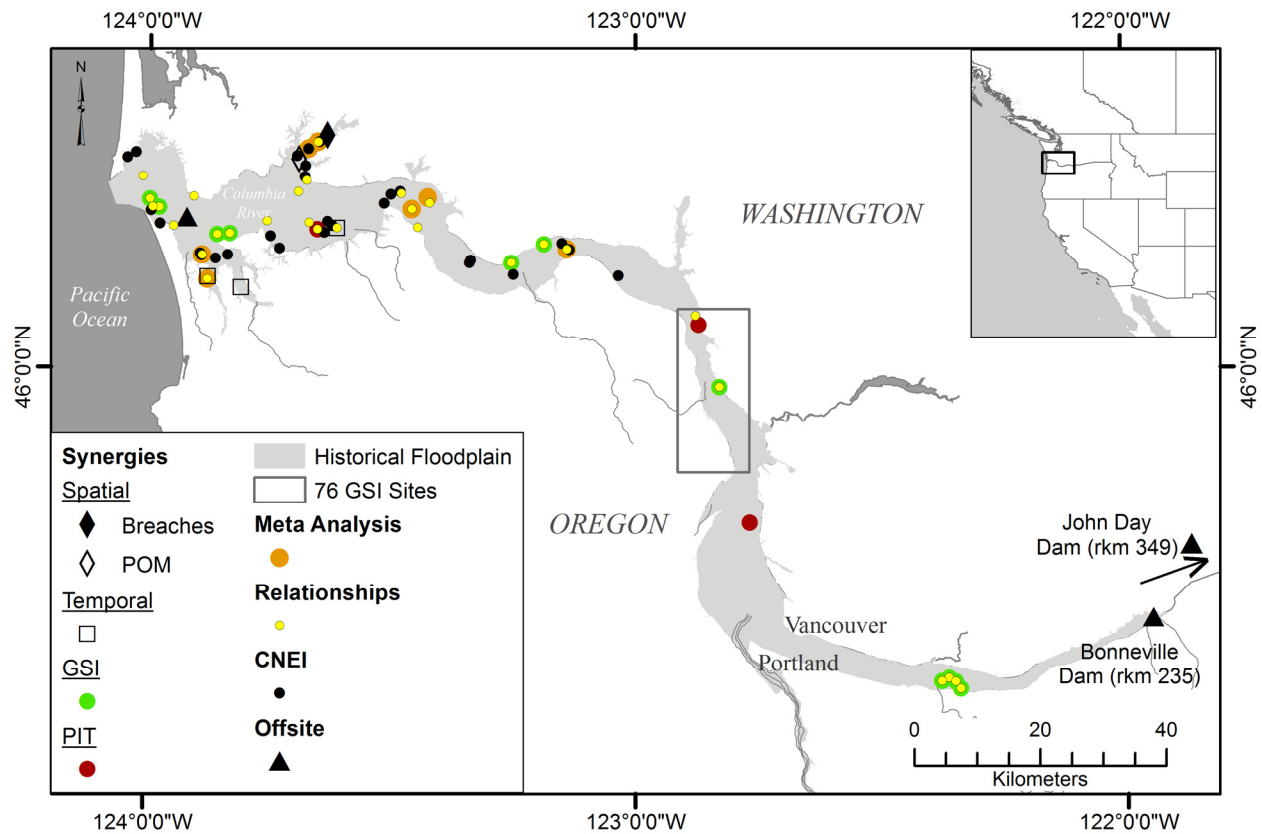 124°0'0"W
123°0'0"W
122°0'0"W
N
Columbia
River
WASHINGTON
Pacific
Ocean
46°0'0"N
46°0'0"N
OREGON
John Day
Dam (rkm 349)
Vancouver
Portland
Bonneville
Dam (rkm 235)
0
20
40
Kilometers
Synergies
Spatial
Breaches
POM
Temporal
GSI
PIT
Historical Floodplain
76 GSI Sites
Meta Analysis
Relationships
CNEI
Offsite
124°0'0"W
123°0'0"W
122°0'0"W